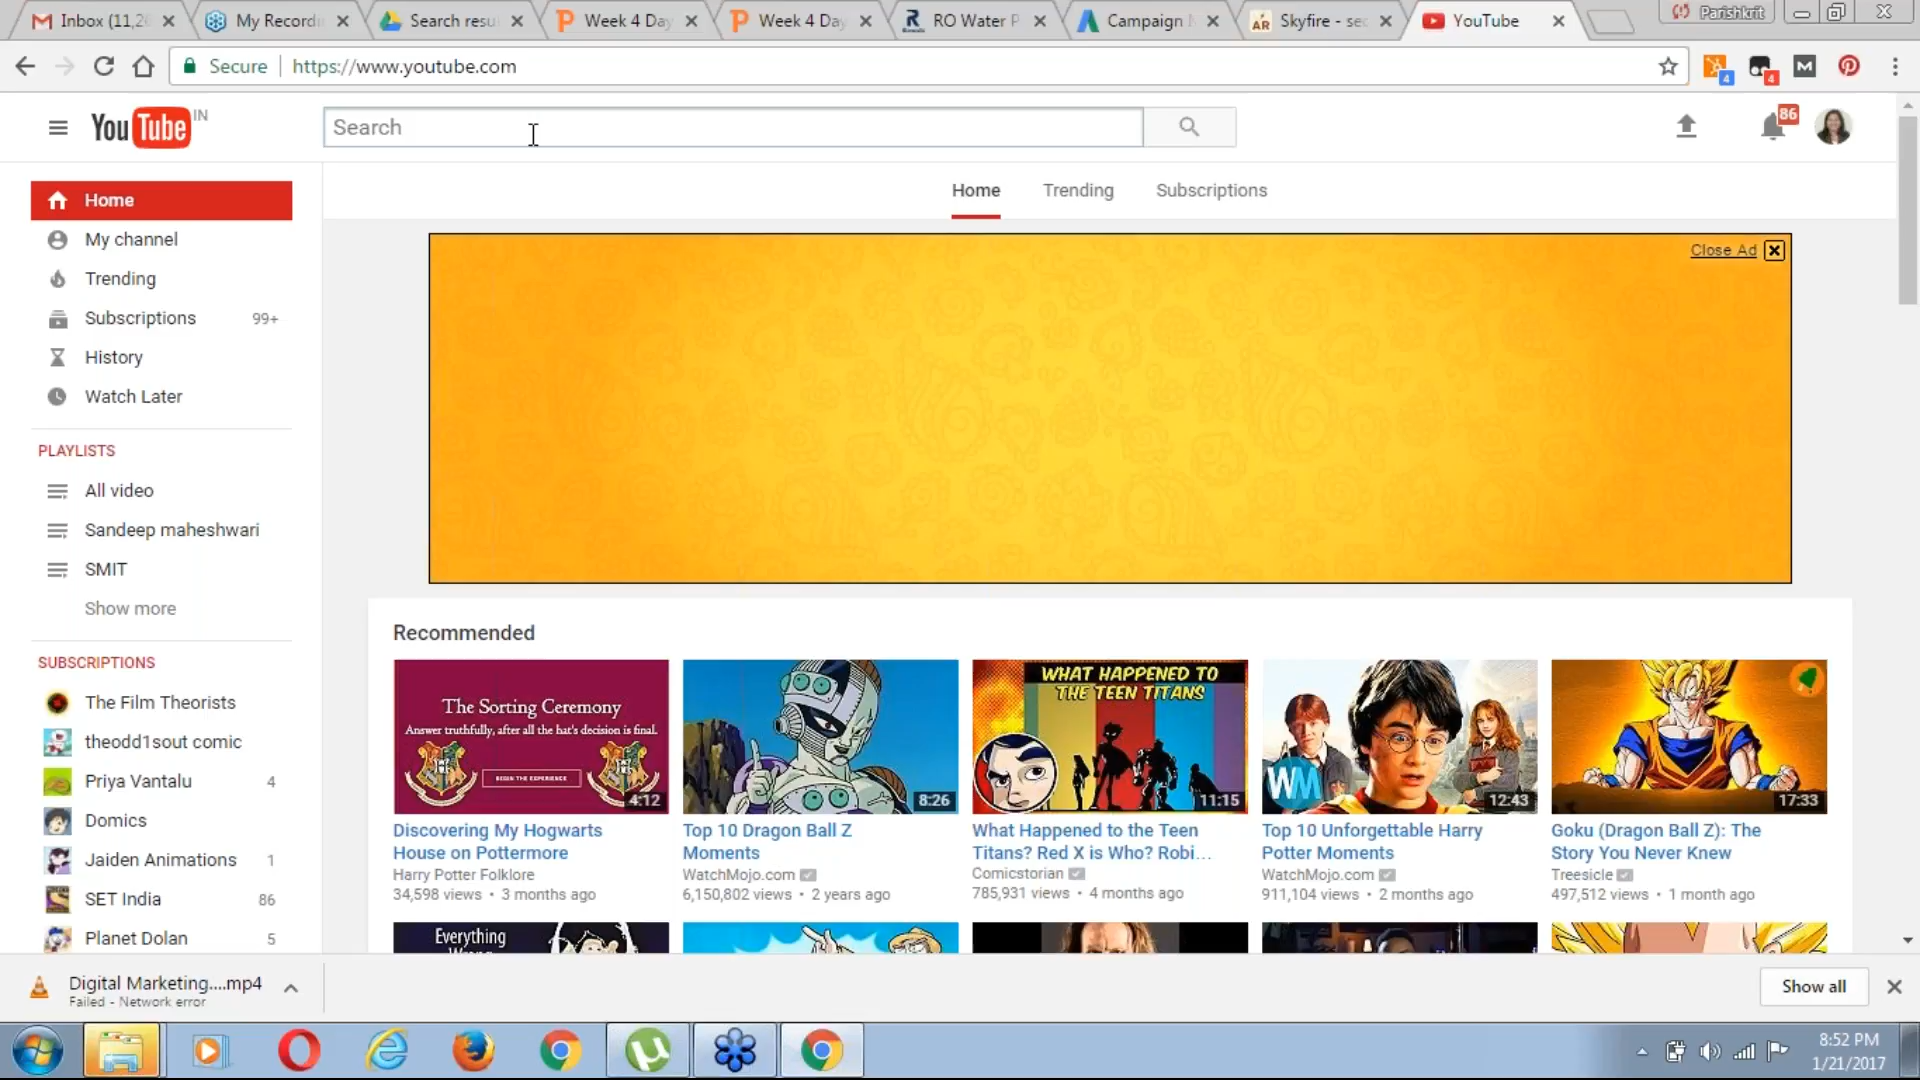 Inbox (11,2
My Recordi
Search resu
Week 4 Day
Week 4 Day
RO Water P
Campaign
Skyfire - sec
YouTube
Parishkrit
Secure
https://www.youtube.com
4
4
M
YouTube IN
Search
86
Home
Trending
Subscriptions
Home
My channel
Trending
Subscriptions 99+
History
Watch Later
PLAYLISTS
All video
Sandeep maheshwari
SMIT
Show more
SUBSCRIPTIONS
The Film Theorists
theodd1sout comic
Priya Vantalu 4
Domics
Jaiden Animations 1
SET India 86
Planet Dolan 5
Close Ad
Recommended
The Sorting Ceremony
Answer truthfully, after all the hat's decision is final.
BEGIN THE EXPERIENCE
4:12
Discovering My Hogwarts
House on Pottermore
Harry Potter Folklore
34,598 views • 3 months ago
8:26
Top 10 Dragon Ball Z
Moments
WatchMojo.com
6,150,802 views • 2 years ago
WHAT HAPPENED TO
THE TEEN TITANS
11:15
What Happened to the Teen
Titans? Red X is Who? Robi...
Comicstorian
785,931 views • 4 months ago
WM
12:43
Top 10 Unforgettable Harry
Potter Moments
WatchMojo.com
911,104 views • 2 months ago
17:33
Goku (Dragon Ball Z): The
Story You Never Knew
Treesicle
497,512 views • 1 month ago
Everything
Digital Marketing....mp4
Failed - Network error
Show all
8:52 PM
1/21/2017